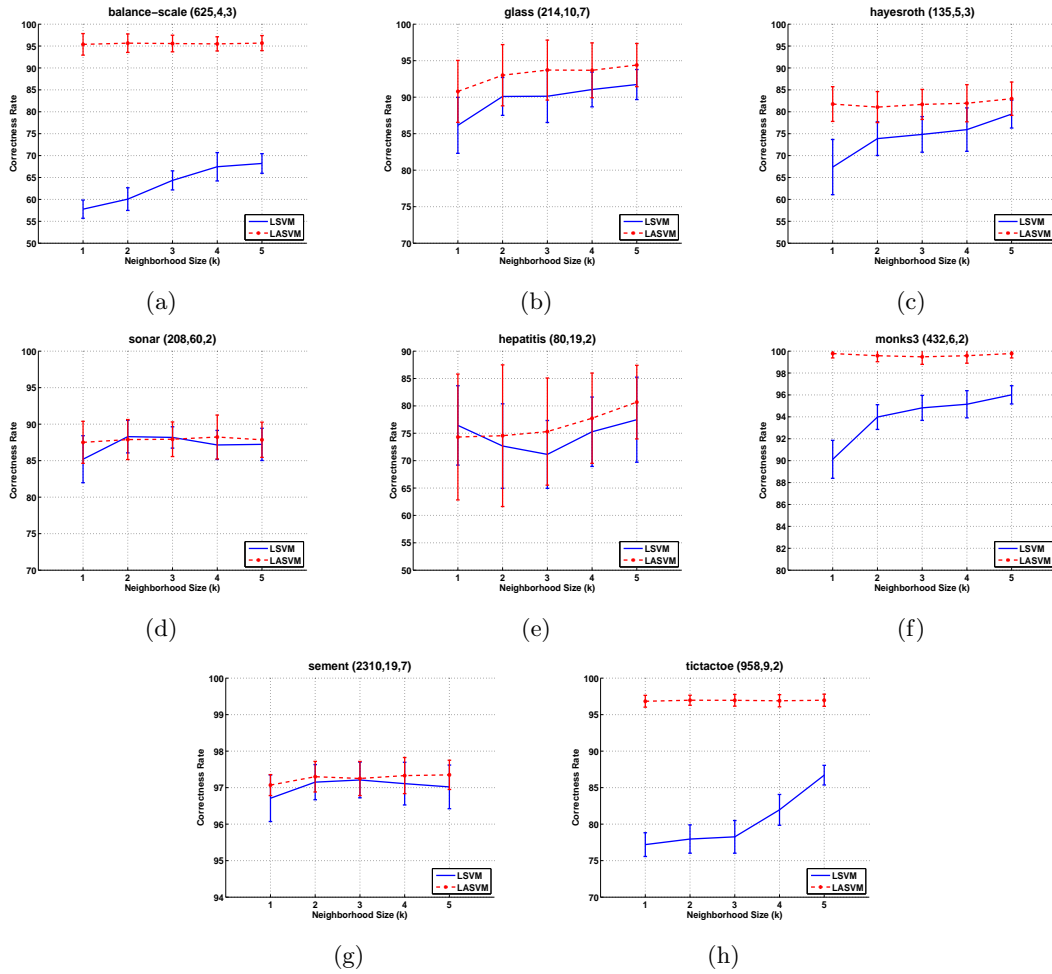 balance−scale (625,4,3)
100
95
90
85
80
75
70
65
60
55
50
Correctness Rate
1 2 3 4 5
Neighborhood Size (k)
LSVM
LASVM
(a)
glass (214,10,7)
100
95
90
85
80
75
70
Correctness Rate
1 2 3 4 5
Neighborhood Size (k)
LSVM
LASVM
(b)
hayesroth (135,5,3)
100
95
90
85
80
75
70
65
60
55
50
Correctness Rate
1 2 3 4 5
Neighborhood Size (k)
LSVM
LASVM
(c)
sonar (208,60,2)
100
95
90
85
80
75
70
Correctness Rate
1 2 3 4 5
Neighborhood Size (k)
LSVM
LASVM
(d)
hepatitis (80,19,2)
90
85
80
75
70
65
60
55
50
Correctness Rate
1 2 3 4 5
Neighborhood Size (k)
LSVM
LASVM
(e)
monks3 (432,6,2)
100
98
96
94
92
90
88
86
84
82
80
Correctness Rate
1 2 3 4 5
Neighborhood Size (k)
LSVM
LASVM
(f)
sement (2310,19,7)
100
99
98
97
96
95
94
Correctness Rate
1 2 3 4 5
Neighborhood Size (k)
LSVM
LASVM
(g)
tictactoe (958,9,2)
100
95
90
85
80
75
70
Correctness Rate
1 2 3 4 5
Neighborhood Size (k)
LSVM
LASVM
(h)